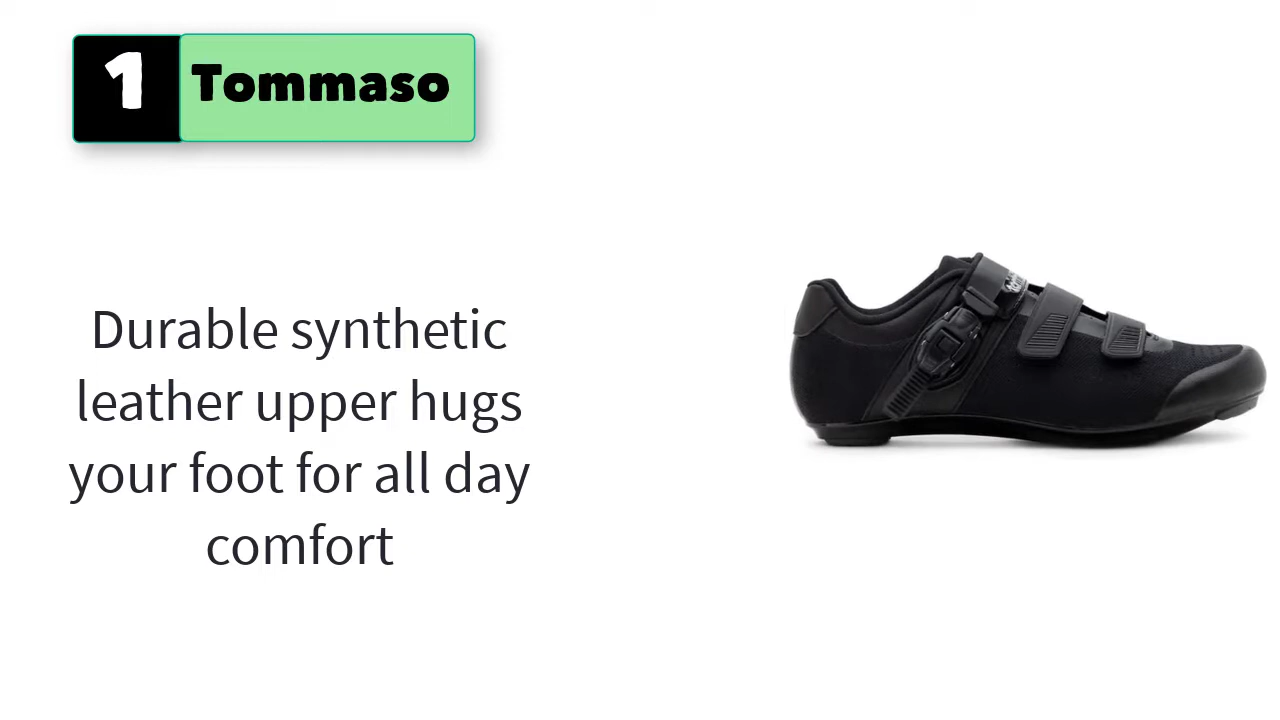 1 Tommaso
Durable synthetic
leather upper hugs
your foot for all day
comfort